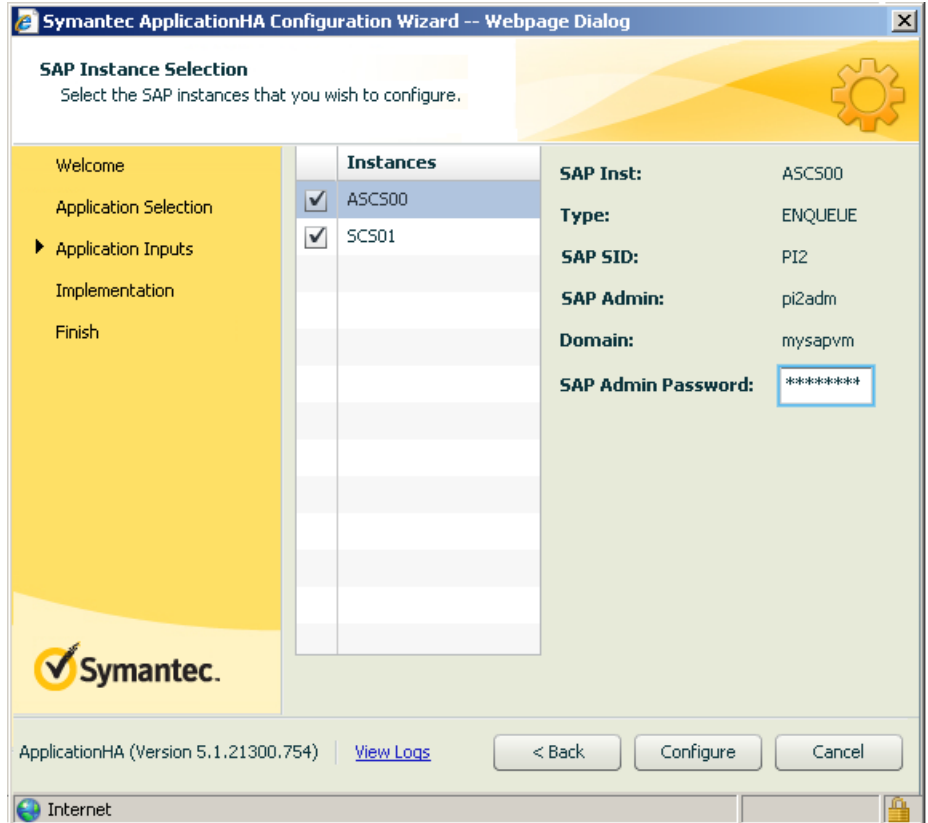 Symantec ApplicationHA Configuration Wizard -- Webpage Dialog
SAP Instance Selection
Select the SAP instances that you wish to configure.
Welcome
Application Selection
Application Inputs
Implementation
Finish
Instances
ASCS00
SCS01
SAP Inst: ASCS00
Type: ENQUEUE
SAP SID: PI2
SAP Admin: pi2adm
Domain: mysapvm
SAP Admin Password: ********
Symantec.
ApplicationHA (Version 5.1.21300.754) View Logs < Back Configure Cancel
Internet